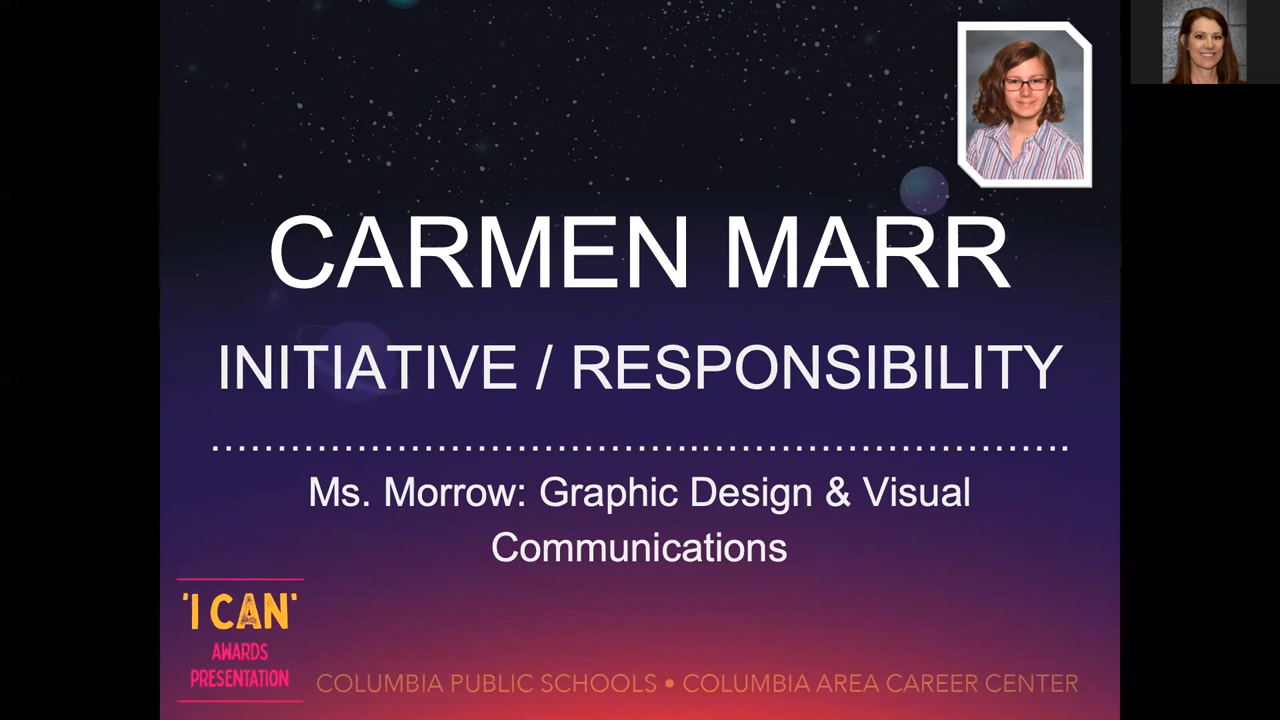 CARMEN MARR
INITIATIVE / RESPONSIBILITY
Ms. Morrow: Graphic Design & Visual
Communications
'I CAN'
AWARDS
PRESENTATION
COLUMBIA PUBLIC SCHOOLS • COLUMBIA AREA CAREER CENTER